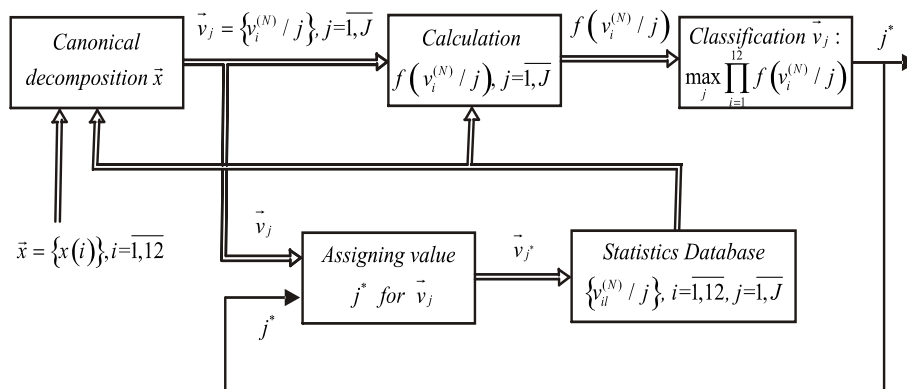 Canonical
decomposition x⃗
v⃗_j = {v_i^(N) / j}, j=1,J̅
Calculation
f(v_i^(N) / j), j=1,J̅
f(v_i^(N) / j)
Classification v⃗_j :
max_j ∏_{i=1}^{12} f(v_i^(N) / j)
j*
x⃗ = {x(i)}, i=1,12̅
v⃗_j
Assigning value
j* for v⃗_j
v⃗_j*
Statistics Database
{v_il^(N) / j}, i=1,12̅, j=1,J̅
j*